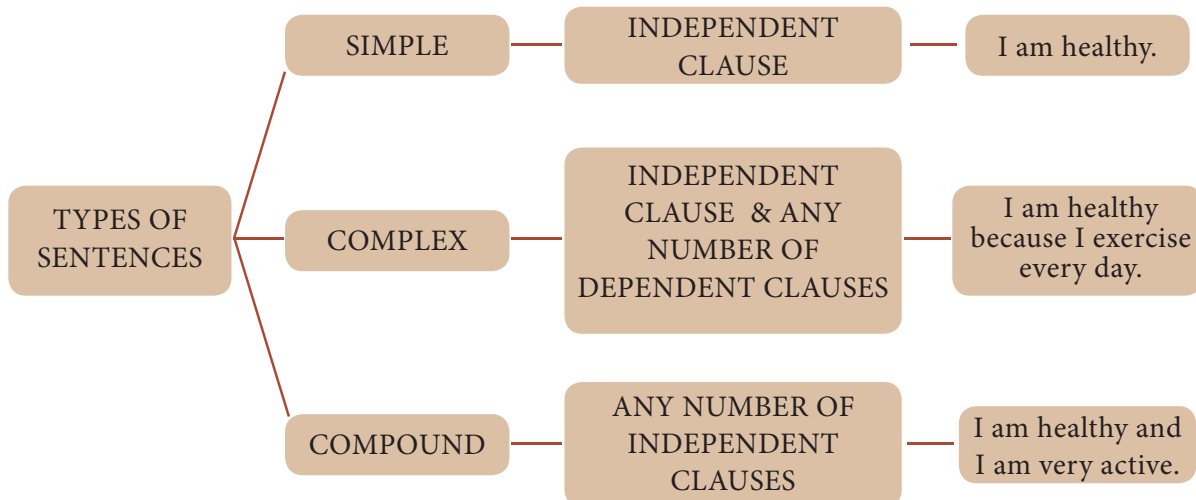 TYPES OF
SENTENCES
SIMPLE
INDEPENDENT
CLAUSE
I am healthy.
COMPLEX
INDEPENDENT
CLAUSE & ANY
NUMBER OF
DEPENDENT CLAUSES
I am healthy
because I exercise
every day.
COMPOUND
ANY NUMBER OF
INDEPENDENT
CLAUSES
I am healthy and
I am very active.